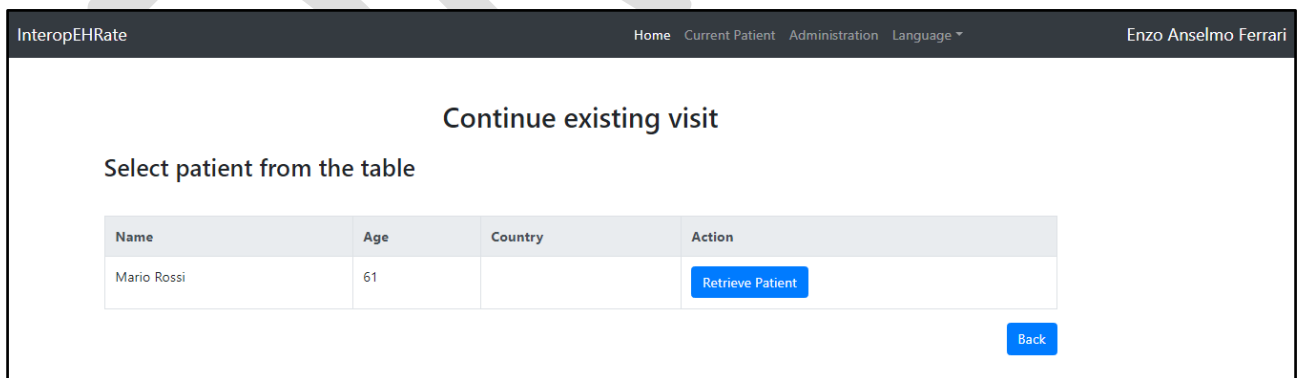 InteropEHRate Home Current Patient Administration Language Enzo Anselmo Ferrari
Continue existing visit
Select patient from the table
Name Age Country Action
Mario Rossi 61 Retrieve Patient
Back